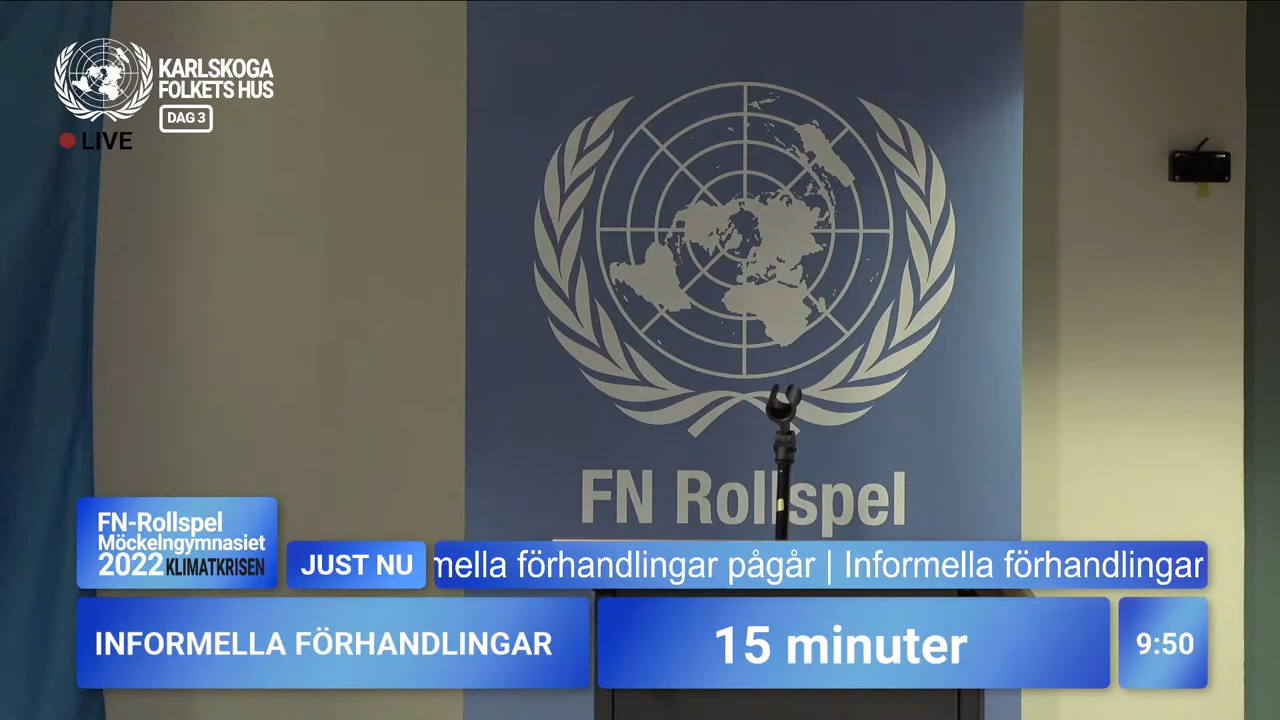 KARLSKOGA
FOLKETS HUS
DAG 3
LIVE
FN Rollspel
FN-Rollspel
Möckelngymnasiet
2022 KLIMATKRISEN
JUST NU
mella förhandlingar pågår | Informella förhandlingar
INFORMELLA FÖRHANDLINGAR
15 minuter
9:50